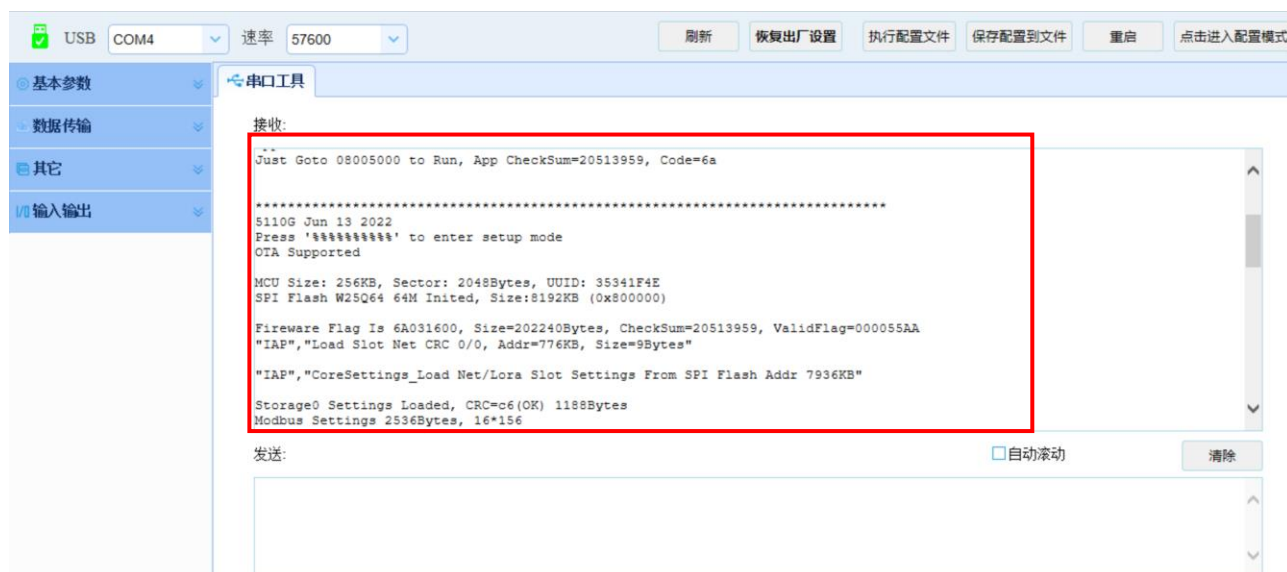 USB COM4 速率 57600 刷新 恢复出厂设置 执行配置文件 保存配置到文件 重启 点击进入配置模式
基本参数
数据传输
其它
I/O 输入输出
串口工具
接收:
Just Goto 08005000 to Run, App CheckSum=20513959, Code=6a
*******************************************************************************
5110G Jun 13 2022
Press '%%%%%%%%%%' to enter setup mode
OTA Supported
MCU Size: 256KB, Sector: 2048Bytes, UUID: 35341F4E
SPI Flash W25Q64 64M Inited, Size:8192KB (0x800000)
Fireware Flag Is 6A031600, Size=202240Bytes, CheckSum=20513959, ValidFlag=000055AA
"IAP","Load Slot Net CRC 0/0, Addr=776KB, Size=9Bytes"
"IAP","CoreSettings_Load Net/Lora Slot Settings From SPI Flash Addr 7936KB"
Storage0 Settings Loaded, CRC=c6(OK) 1188Bytes
Modbus Settings 2536Bytes, 16*156
发送:
自动滚动
清除